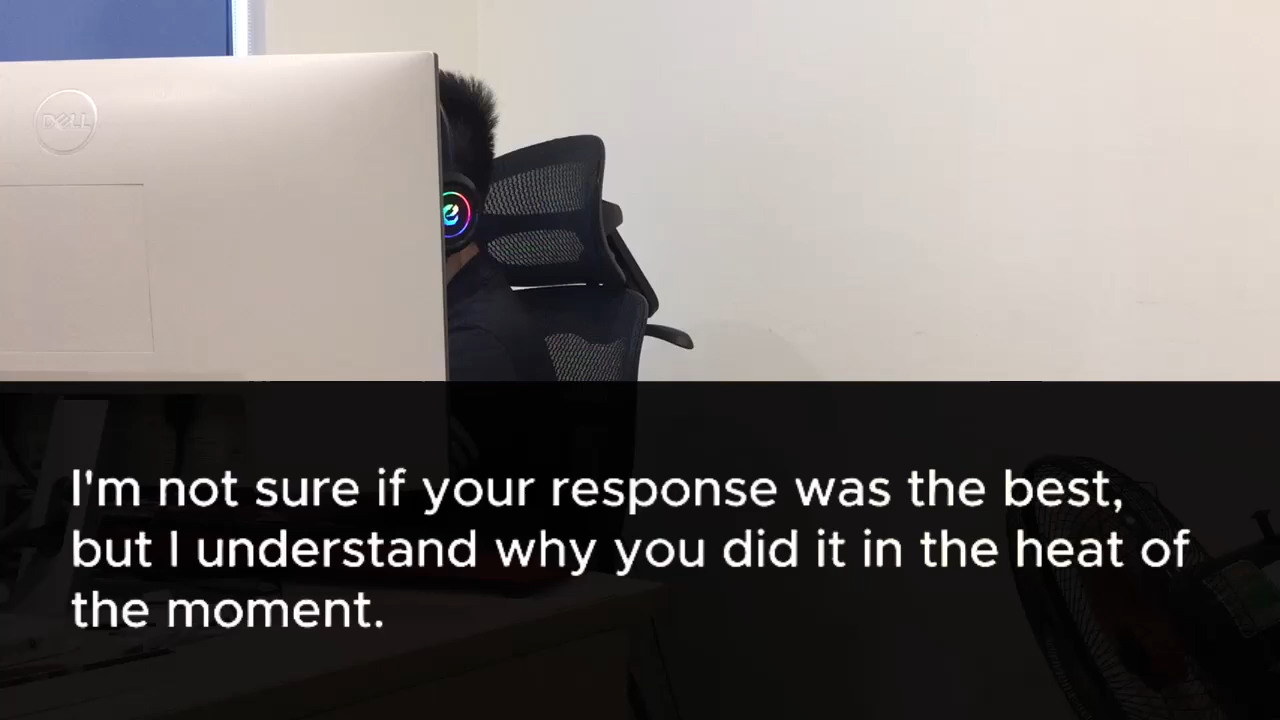 DELL
I'm not sure if your response was the best,
but I understand why you did it in the heat of
the moment.